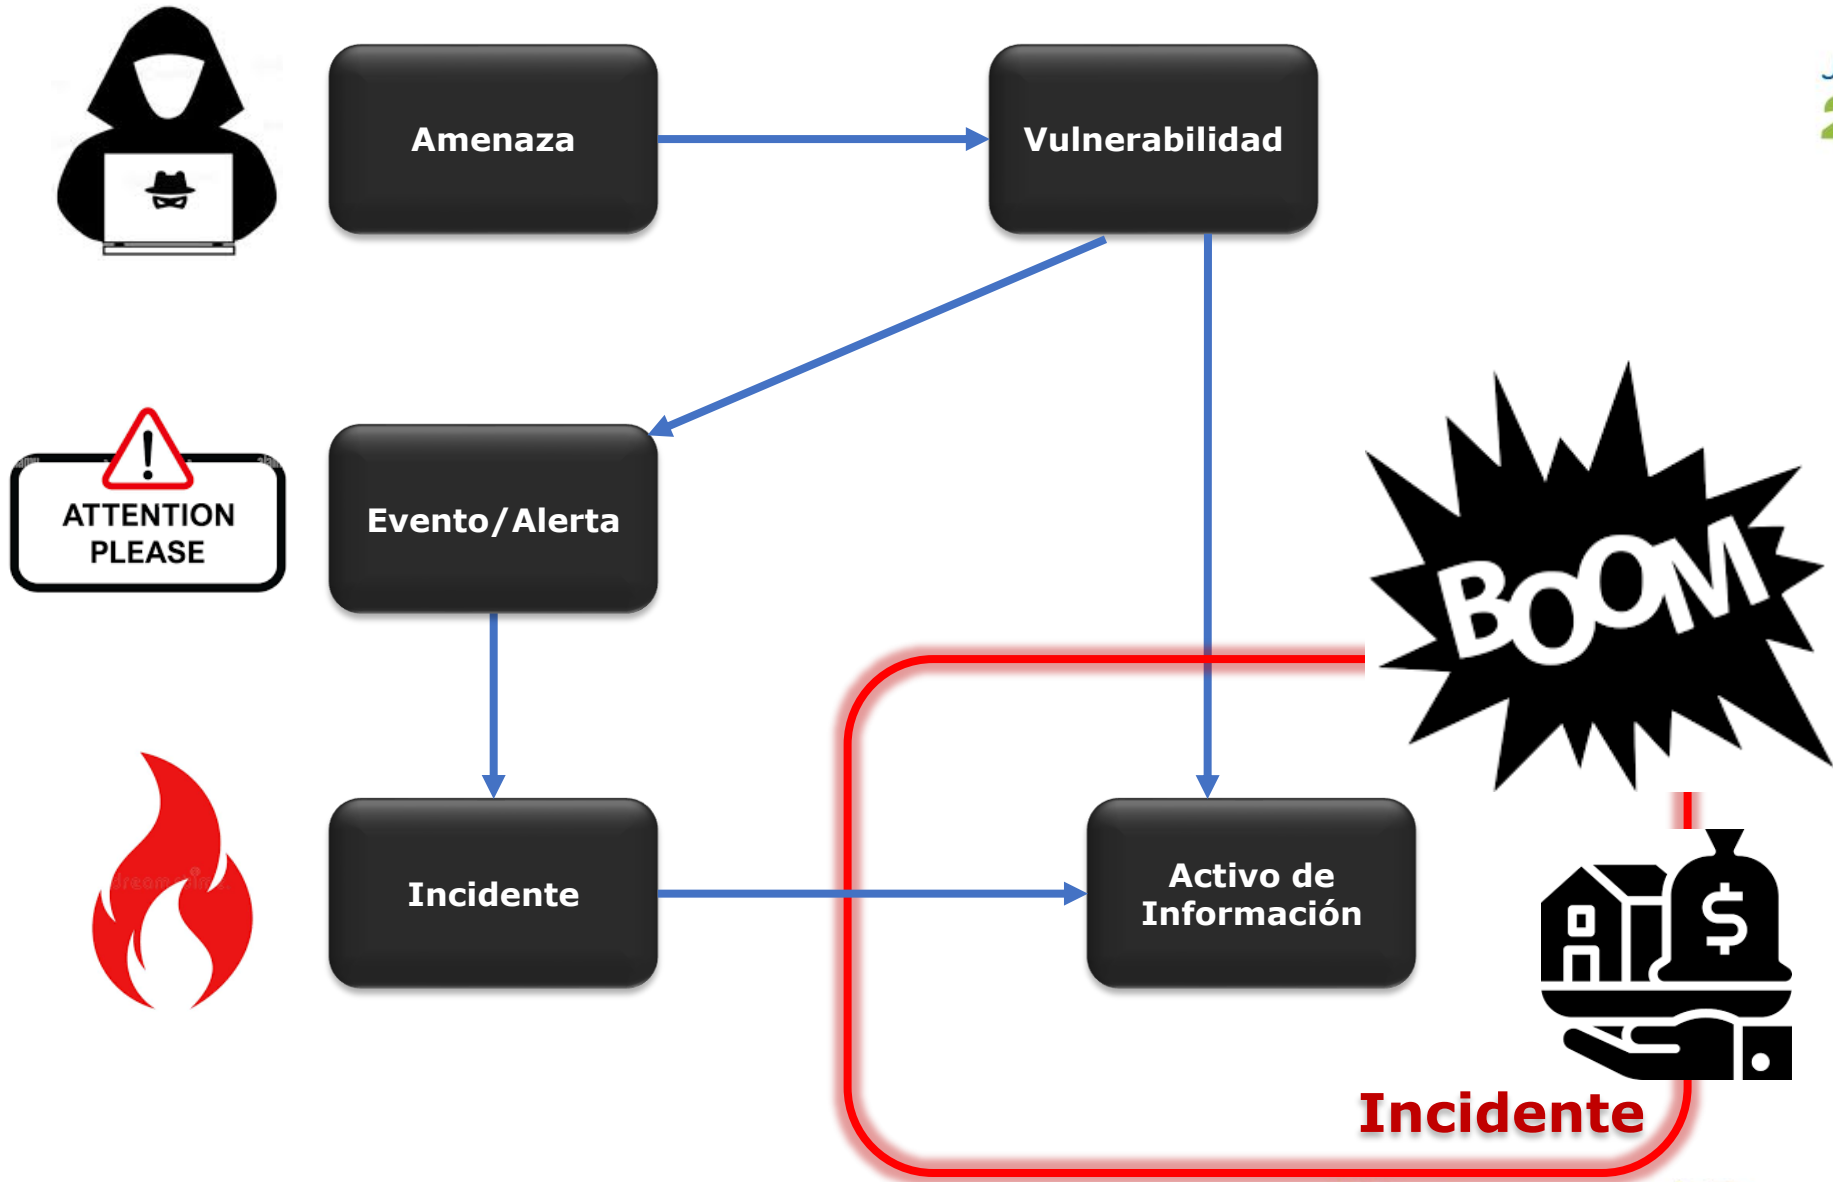 Amenaza
Vulnerabilidad
ATTENTION
PLEASE
Evento/Alerta
BOOM
Incidente
Activo de
Información
Incidente